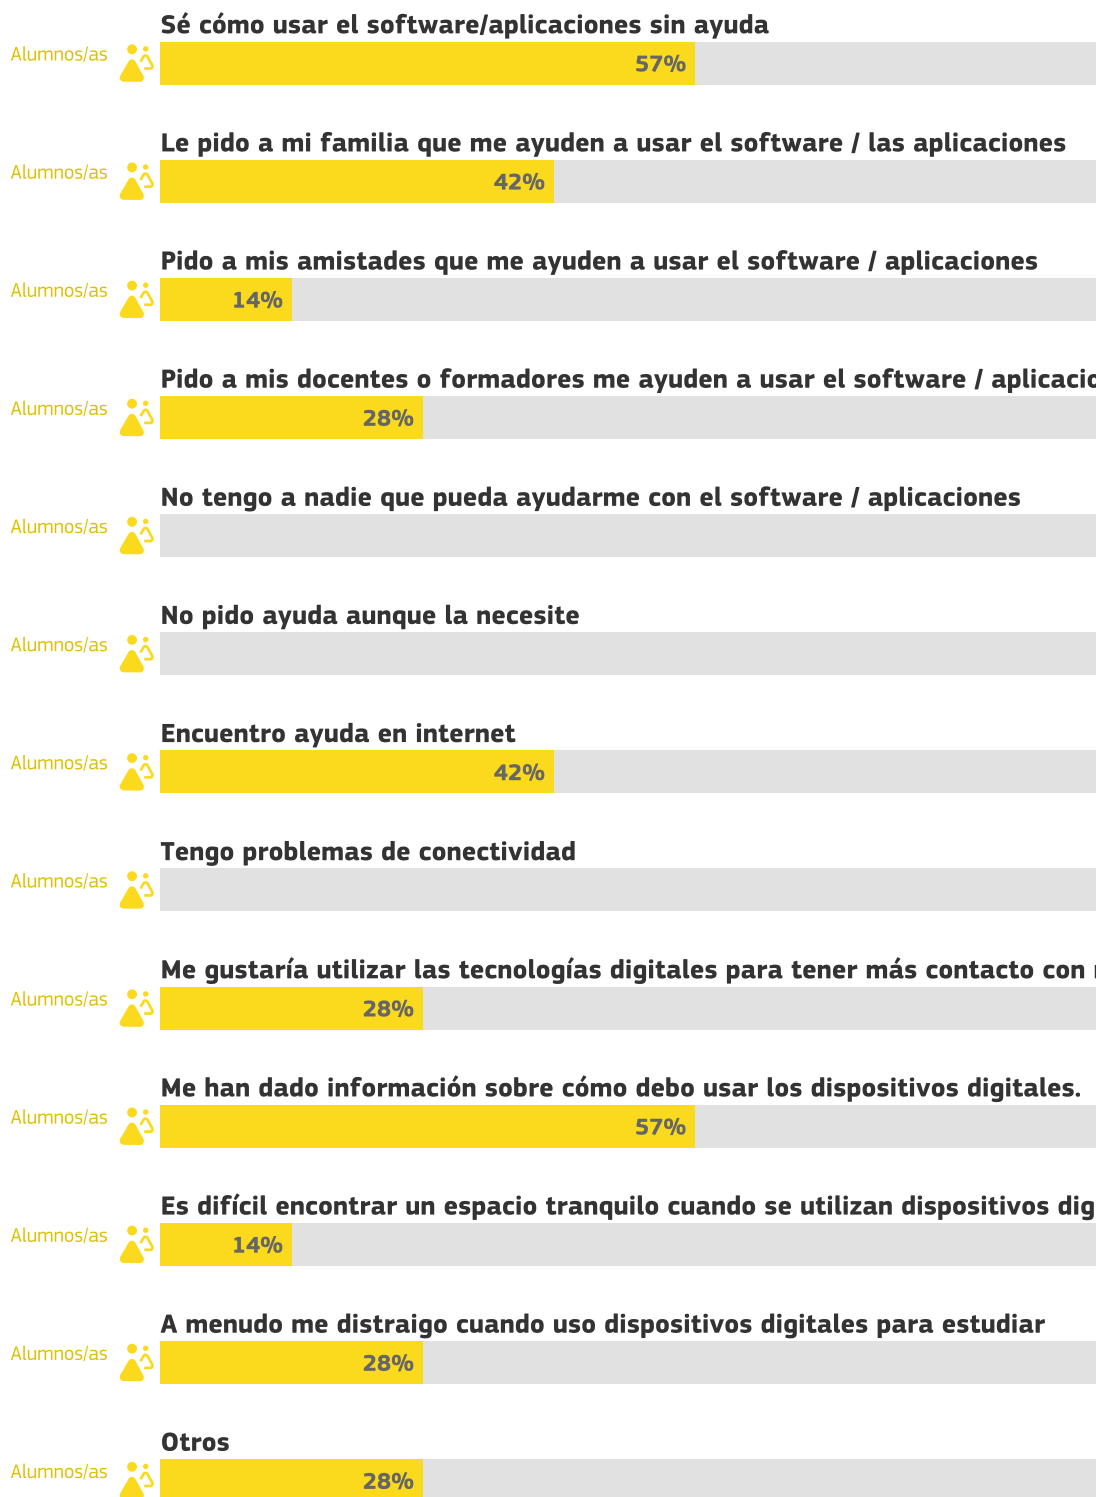 Sé cómo usar el software/aplicaciones sin ayuda
Alumnos/as
57%
Le pido a mi familia que me ayuden a usar el software / las aplicaciones
Alumnos/as
42%
Pido a mis amistades que me ayuden a usar el software / aplicaciones
Alumnos/as
14%
Pido a mis docentes o formadores me ayuden a usar el software / aplicacio
Alumnos/as
28%
No tengo a nadie que pueda ayudarme con el software / aplicaciones
Alumnos/as
No pido ayuda aunque la necesite
Alumnos/as
Encuentro ayuda en internet
Alumnos/as
42%
Tengo problemas de conectividad
Alumnos/as
Me gustaría utilizar las tecnologías digitales para tener más contacto con
Alumnos/as
28%
Me han dado información sobre cómo debo usar los dispositivos digitales.
Alumnos/as
57%
Es difícil encontrar un espacio tranquilo cuando se utilizan dispositivos dig
Alumnos/as
14%
A menudo me distraigo cuando uso dispositivos digitales para estudiar
Alumnos/as
28%
Otros
Alumnos/as
28%